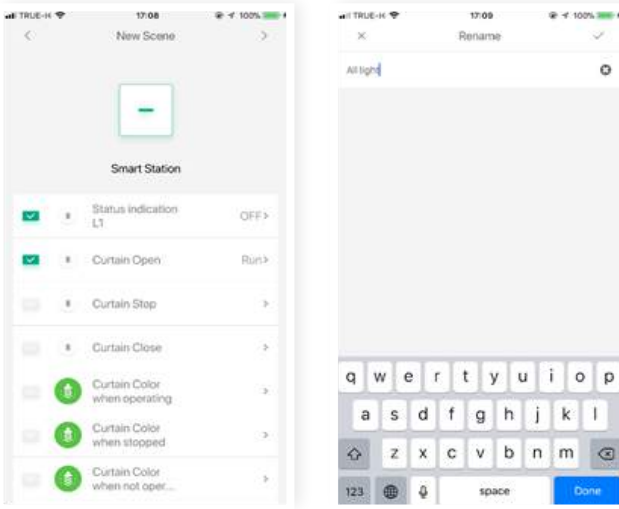 TRUE-H 17:08 100%
New Scene
Smart Station
Status indication
L1
OFF
Curtain Open
Run
Curtain Stop
Curtain Close
Curtain Color
when operating
Curtain Color
when stopped
Curtain Color
when not oper...
TRUE-H 17:09 100%
Rename
All light
q w e r t y u i o p
a s d f g h j k l
z x c v b n m
123 space Done